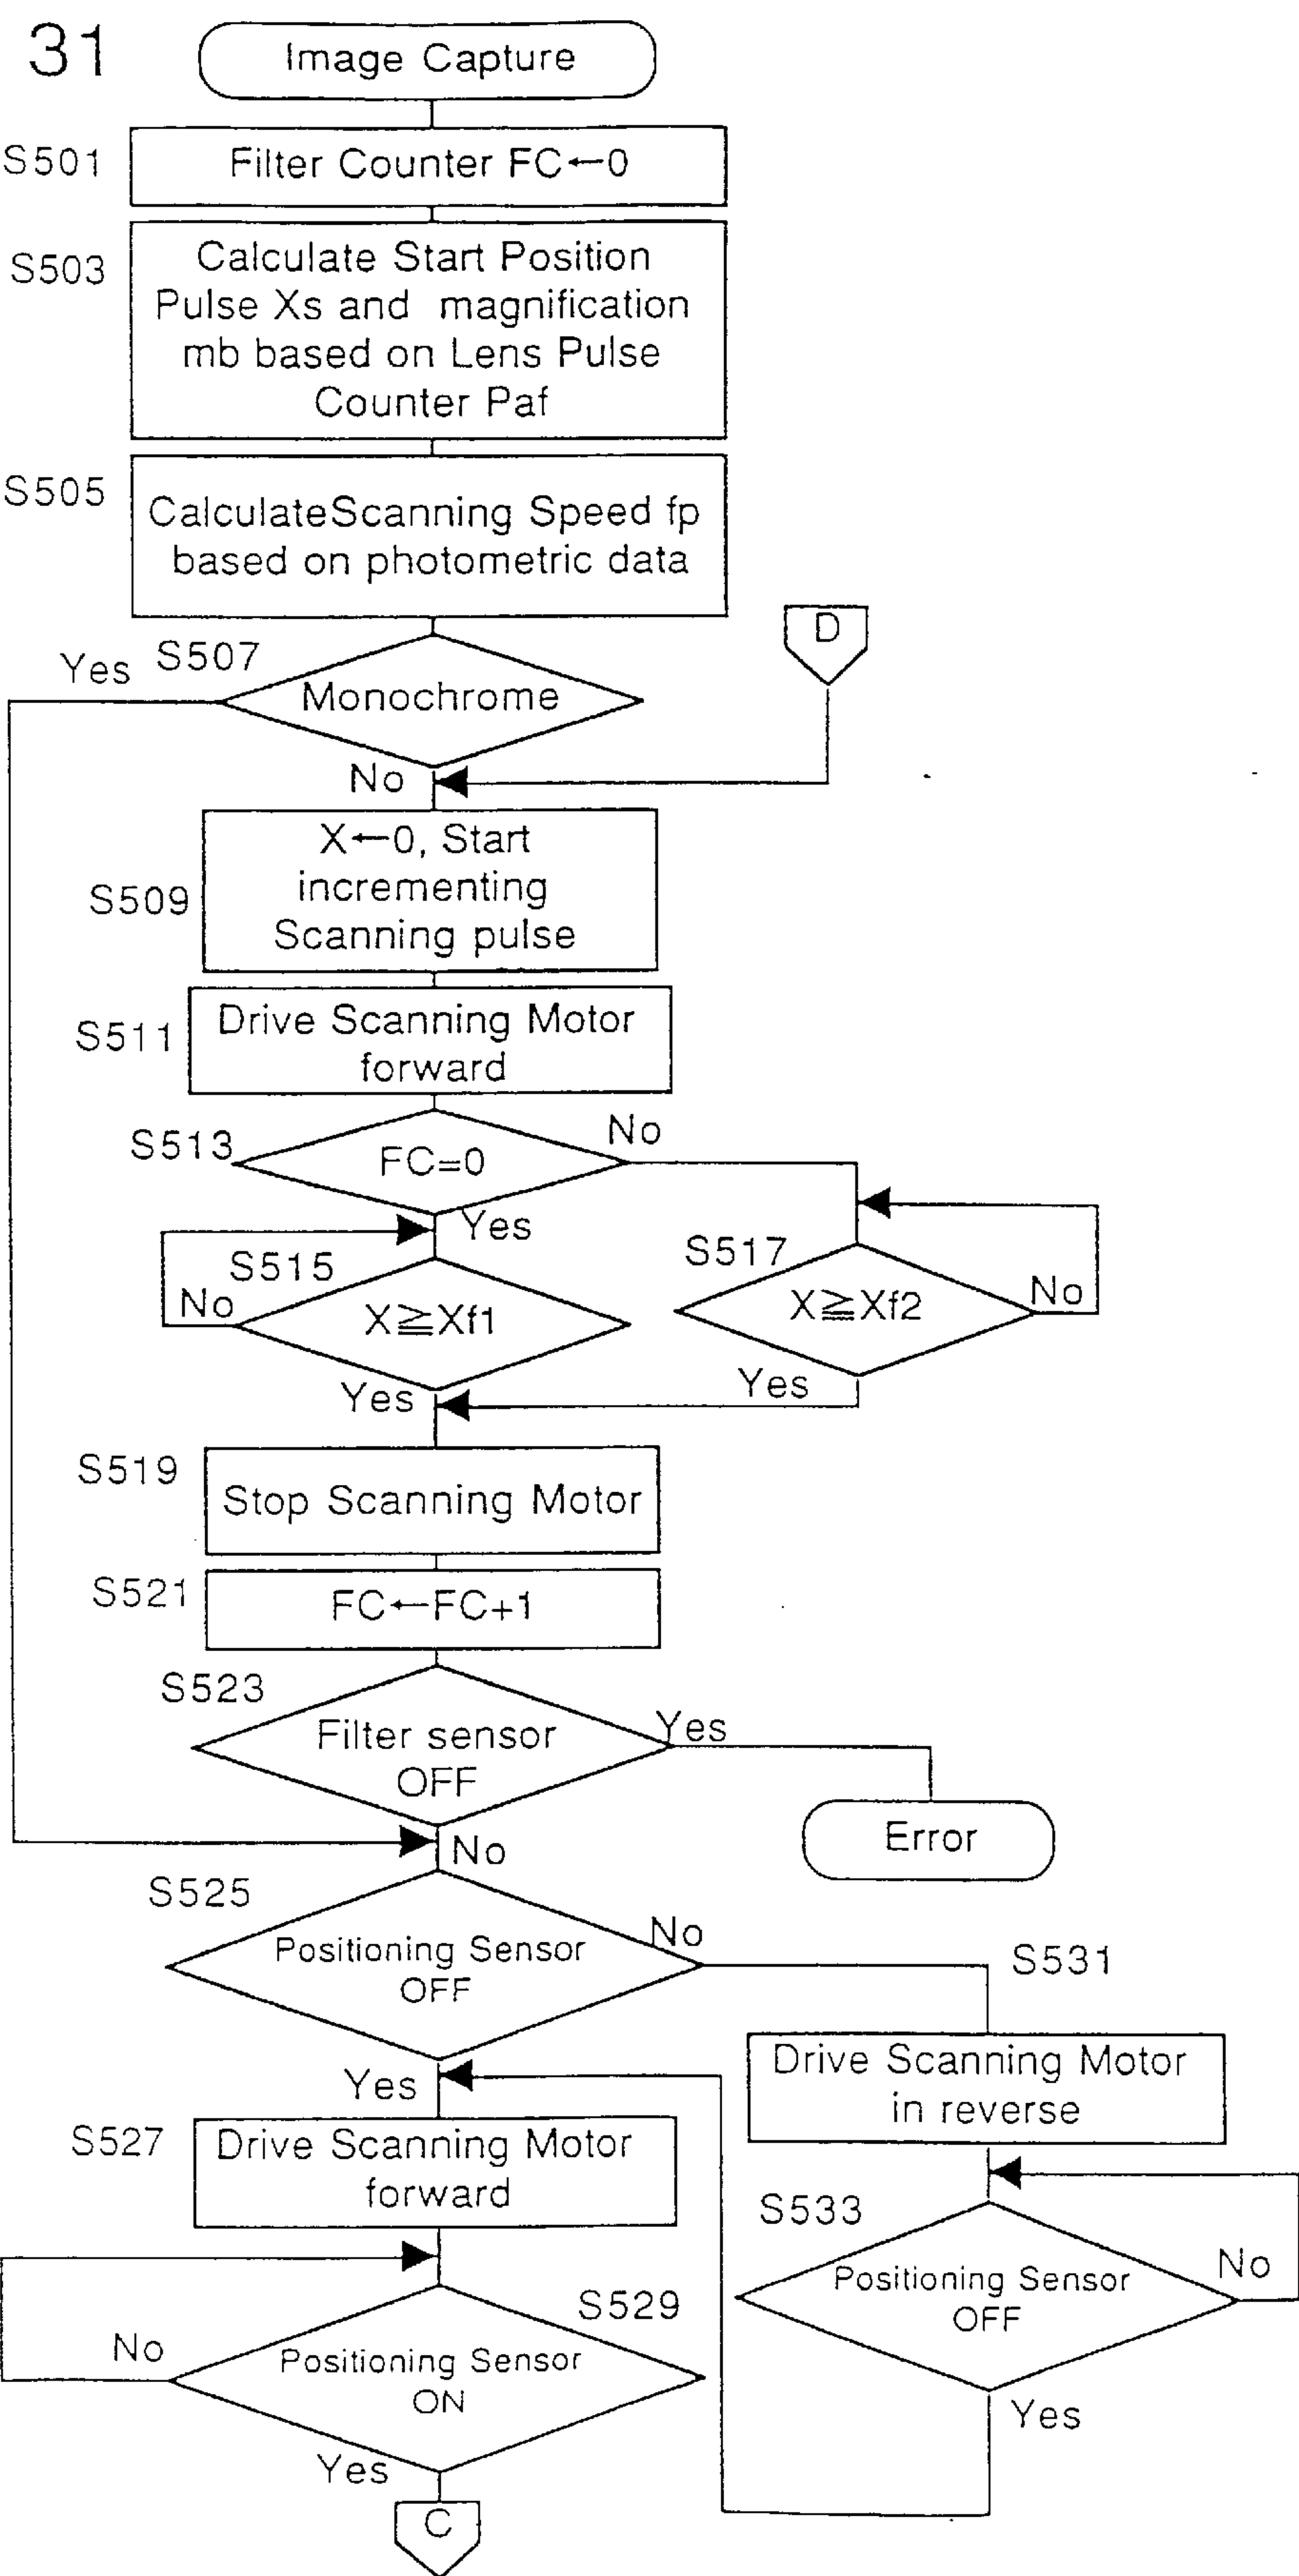 31
Image Capture
S501
Filter Counter FC←0
S503
Calculate Start Position
Pulse Xs and magnification
mb based on Lens Pulse
Counter Paf
S505
CalculateScanning Speed fp
based on photometric data
D
S507
Yes
Monochrome
No
S509
X←0, Start
incrementing
Scanning pulse
S511
Drive Scanning Motor
forward
S513
FC=0
No
Yes
S515
No
X≧Xf1
Yes
S517
X≧Xf2
No
Yes
S519
Stop Scanning Motor
S521
FC←FC+1
S523
Filter sensor
OFF
Yes
Error
No
S525
Positioning Sensor
OFF
No
S531
Yes
Drive Scanning Motor
in reverse
S527
Drive Scanning Motor
forward
S533
Positioning Sensor
OFF
No
Yes
S529
No
Positioning Sensor
ON
Yes
C